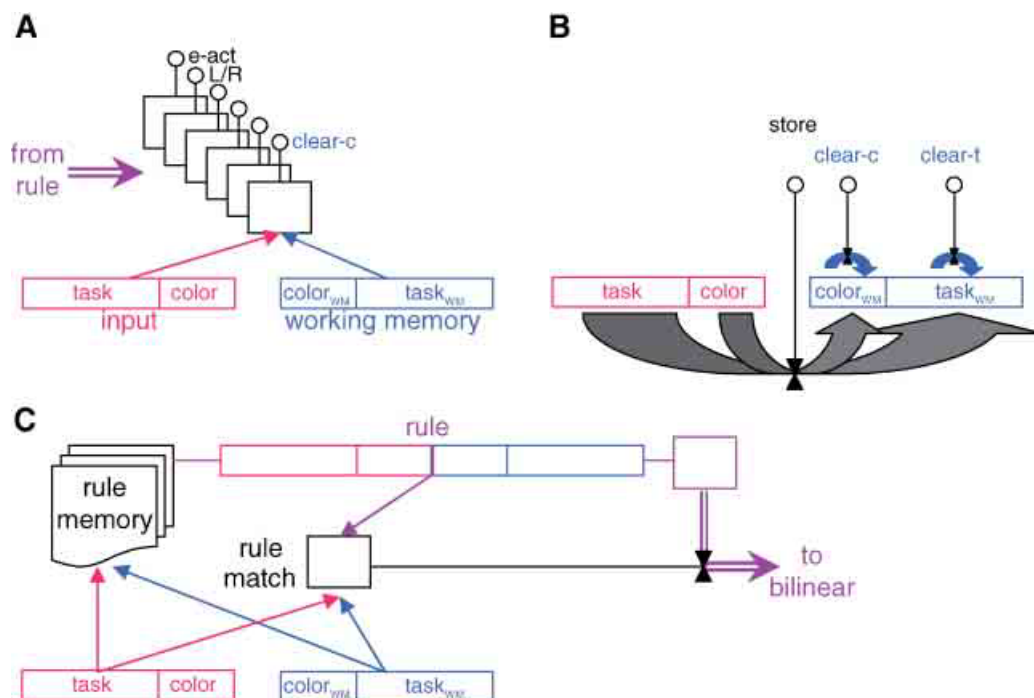 A
e-act
L/R
clear-c
from
rule
task color
input
colorWM taskWM
working memory
B
store
clear-c clear-t
task color
colorWM taskWM
C
rule
rule
memory
rule
match
to
bilinear
task color
colorWM taskWM